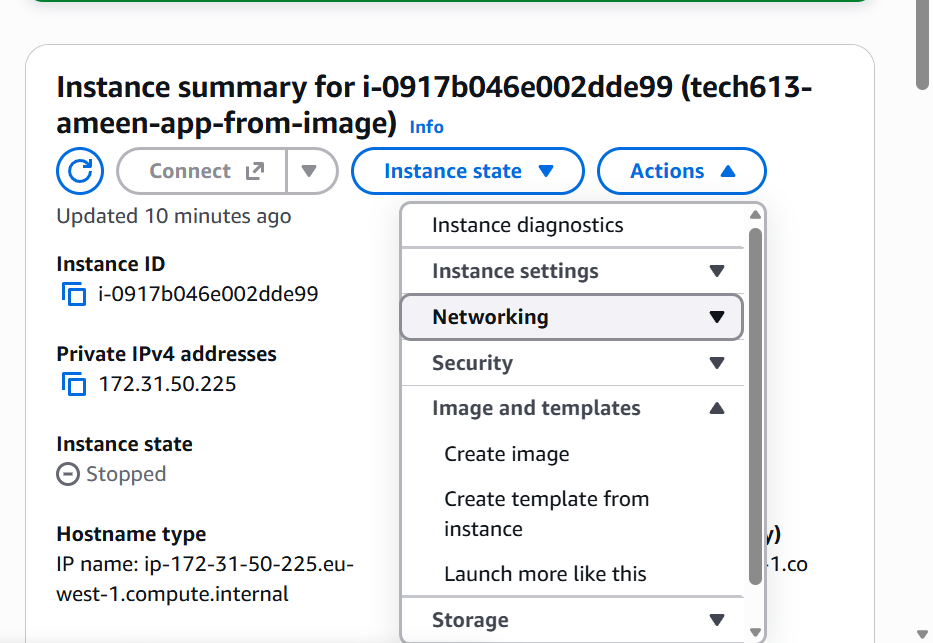 Instance summary for i-0917b046e002dde99 (tech613-
ameen-app-from-image) Info
Connect
Instance state
Actions
Updated 10 minutes ago
Instance ID
i-0917b046e002dde99
Private IPv4 addresses
172.31.50.225
Instance state
Stopped
Hostname type
IP name: ip-172-31-50-225.eu-
west-1.compute.internal
Instance diagnostics
Instance settings
Networking
Security
Image and templates
Create image
Create template from
instance
Launch more like this
Storage
y)
-1.co